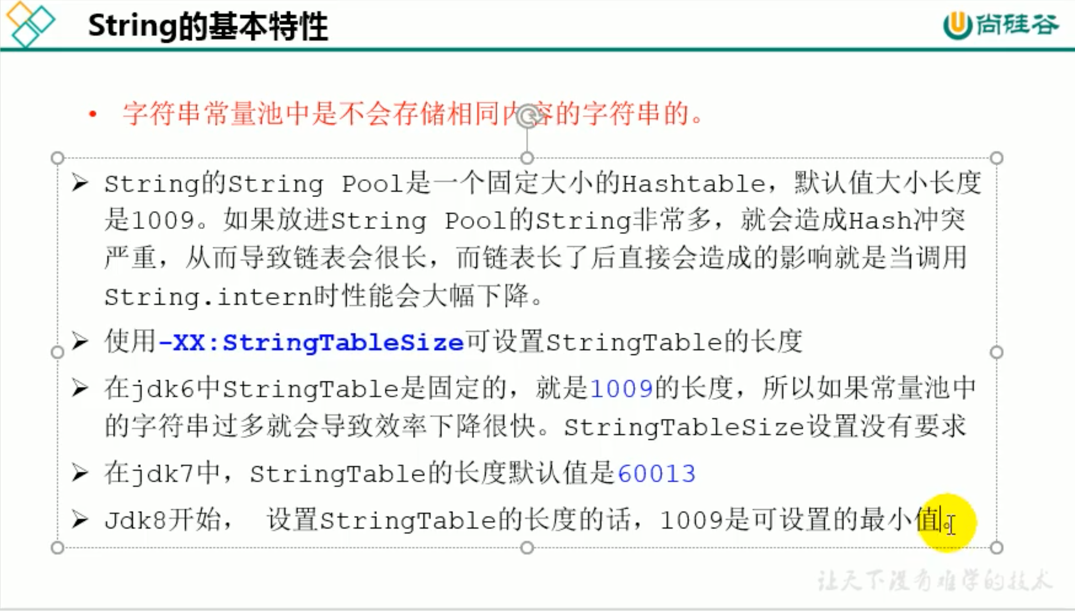 String的基本特性
尚硅谷
• 字符串常量池中是不会存储相同内容的字符串的。
➢ String的String Pool是一个固定大小的Hashtable，默认值大小长度
是1009。如果放进String Pool的String非常多，就会造成Hash冲突
严重，从而导致链表会很长，而链表长了后直接会造成的影响就是当调用
String.intern时性能会大幅下降。
➢ 使用-XX:StringTableSize可设置StringTable的长度
➢ 在jdk6中StringTable是固定的，就是1009的长度，所以如果常量池中
的字符串过多就会导致效率下降很快。StringTableSize设置没有要求
➢ 在jdk7中，StringTable的长度默认值是60013
➢ Jdk8开始， 设置StringTable的长度的话，1009是可设置的最小值。
让天下没有难学的技术